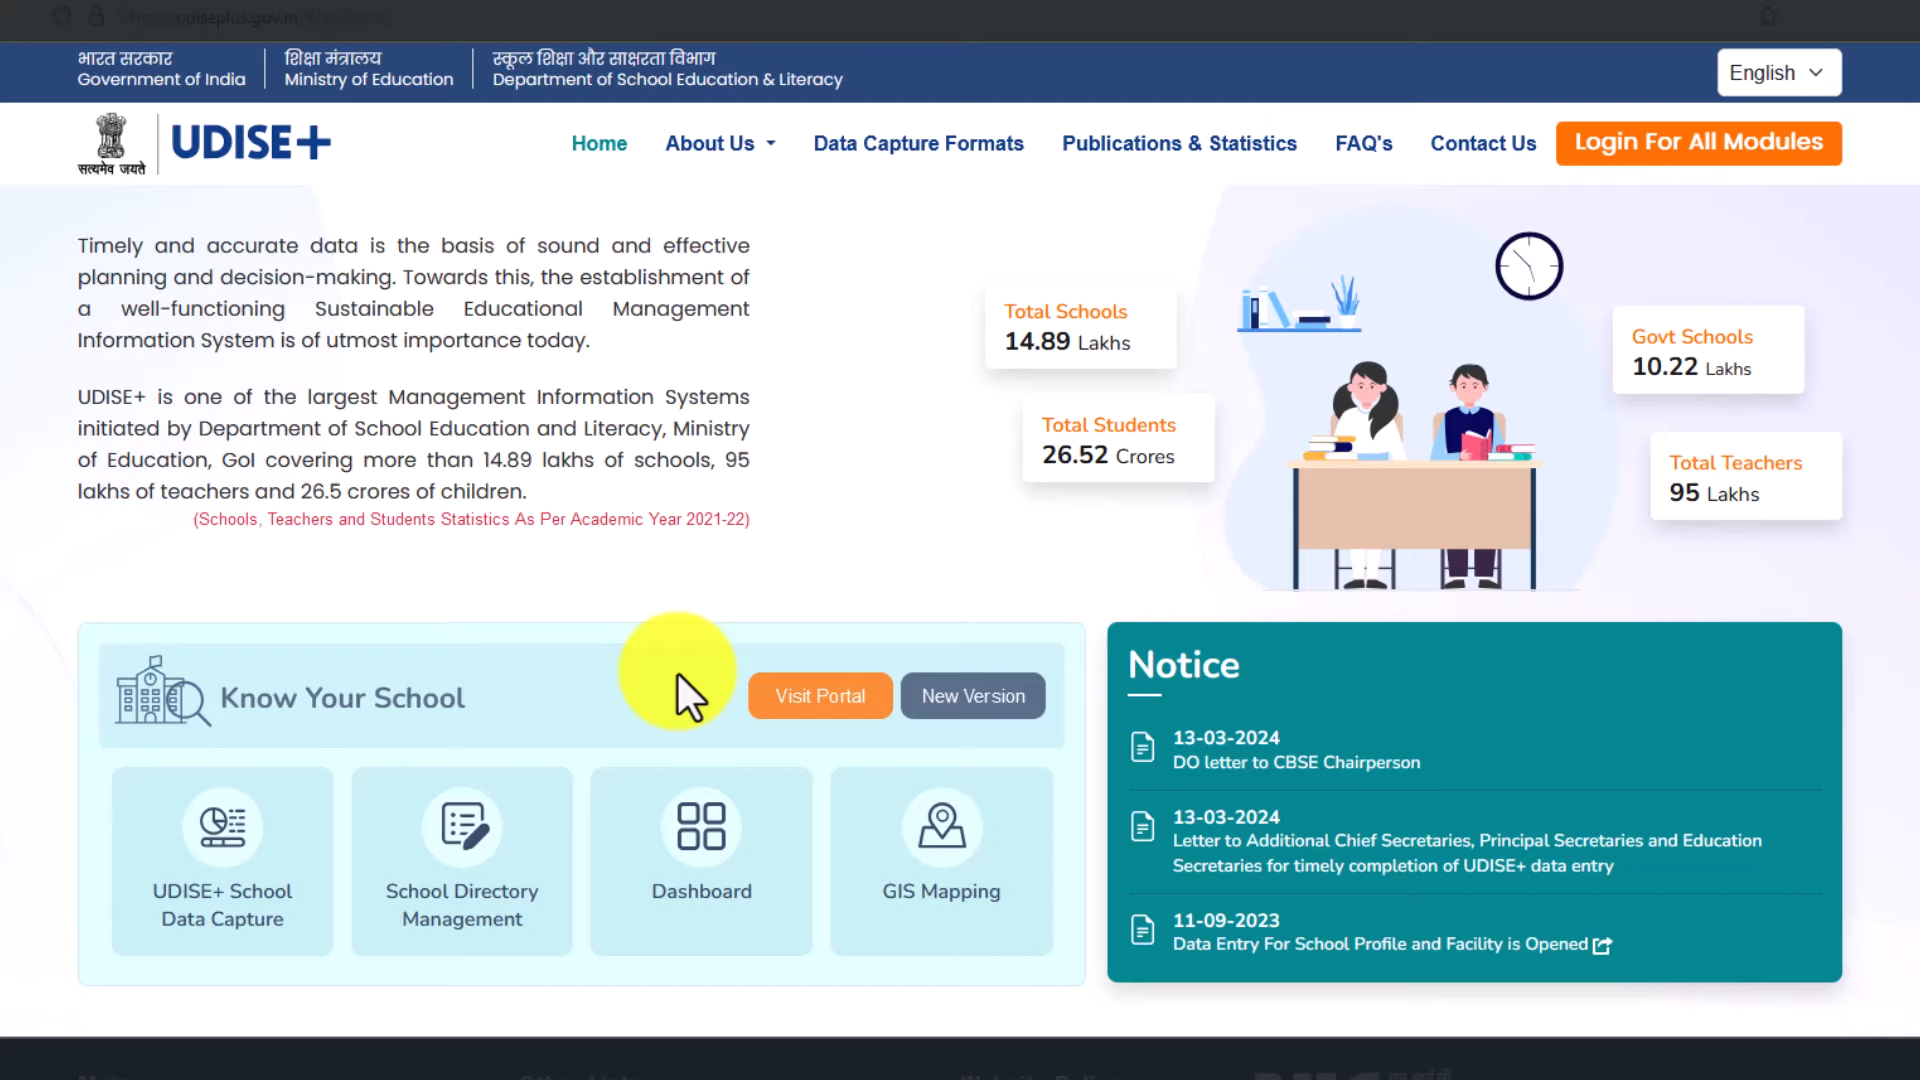 udiseplus.gov.in
भारत सरकार
Government of India
शिक्षा मंत्रालय
Ministry of Education
स्कूल शिक्षा और साक्षरता विभाग
Department of School Education & Literacy
English
सत्यमेव जयते
UDISE+
Home
About Us
Data Capture Formats
Publications & Statistics
FAQ's
Contact Us
Login For All Modules
Timely and accurate data is the basis of sound and effective
planning and decision-making. Towards this, the establishment of
a well-functioning Sustainable Educational Management
Information System is of utmost importance today.
UDISE+ is one of the largest Management Information Systems
initiated by Department of School Education and Literacy, Ministry
of Education, GoI covering more than 14.89 lakhs of schools, 95
lakhs of teachers and 26.5 crores of children.
(Schools, Teachers and Students Statistics As Per Academic Year 2021-22)
Total Schools
14.89 Lakhs
Total Students
26.52 Crores
Govt Schools
10.22 Lakhs
Total Teachers
95 Lakhs
Know Your School
Visit Portal
New Version
UDISE+ School
Data Capture
School Directory
Management
Dashboard
GIS Mapping
Notice
13-03-2024
DO letter to CBSE Chairperson
13-03-2024
Letter to Additional Chief Secretaries, Principal Secretaries and Education
Secretaries for timely completion of UDISE+ data entry
11-09-2023
Data Entry For School Profile and Facility is Opened